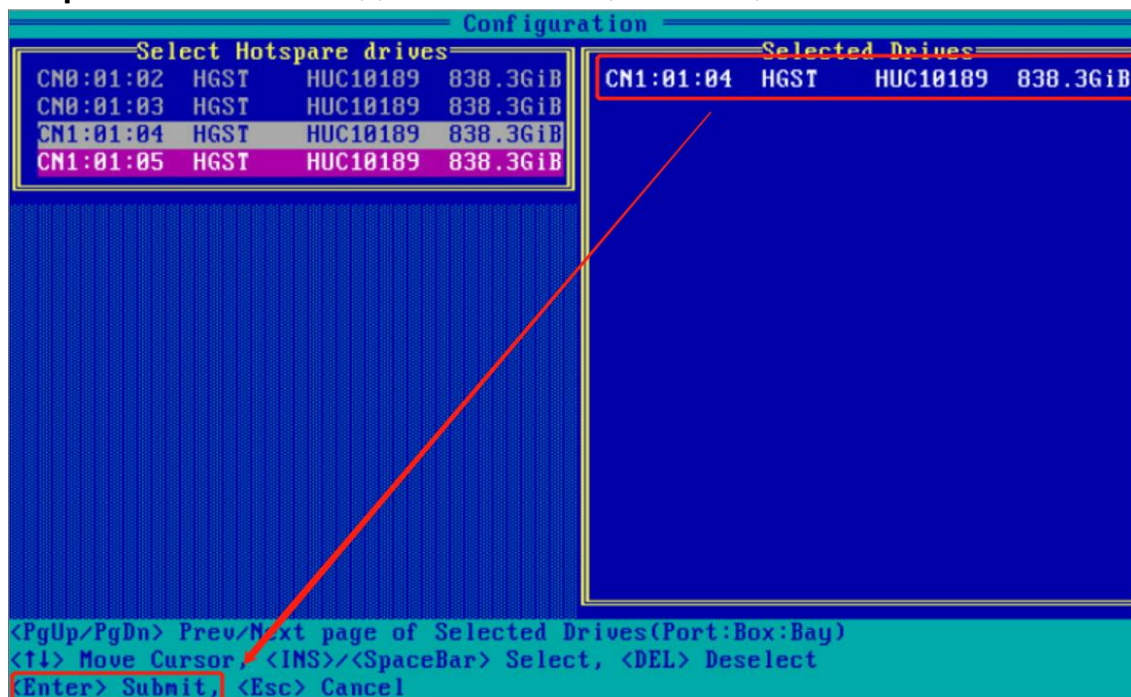 Configuration
Select Hotspare drives
CN0:01:02 HGST HUC10189 838.3GiB
CN0:01:03 HGST HUC10189 838.3GiB
CN1:01:04 HGST HUC10189 838.3GiB
CN1:01:05 HGST HUC10189 838.3GiB
Selected Drives
CN1:01:04 HGST HUC10189 838.3GiB
<PgUp/PgDn> Prev/Next page of Selected Drives(Port:Box:Bay)
<↑↓> Move Cursor, <INS>/<SpaceBar> Select, <DEL> Deselect
<Enter> Submit, <Esc> Cancel